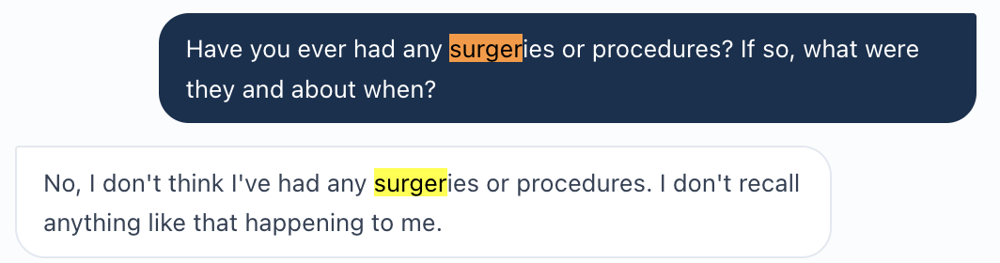 Have you ever had any surgeries or procedures? If so, what were
they and about when?
No, I don't think I've had any surgeries or procedures. I don't recall
anything like that happening to me.